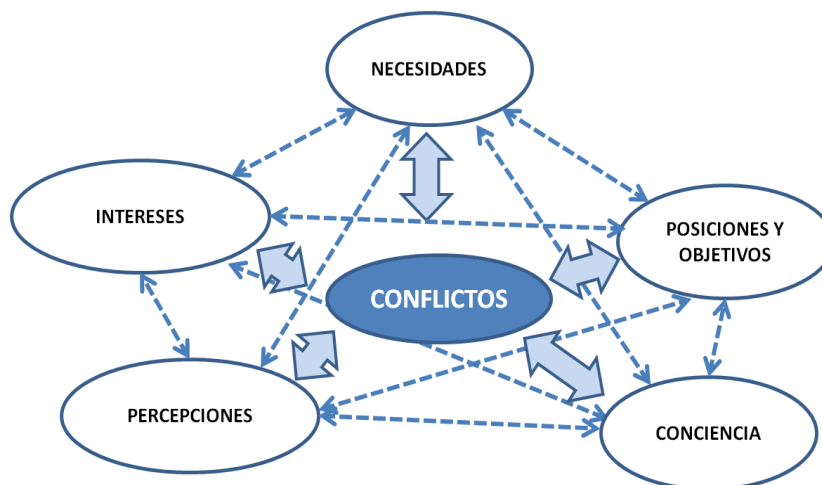 NECESIDADES
INTERESES
POSICIONES Y
OBJETIVOS
CONFLICTOS
PERCEPCIONES
CONCIENCIA